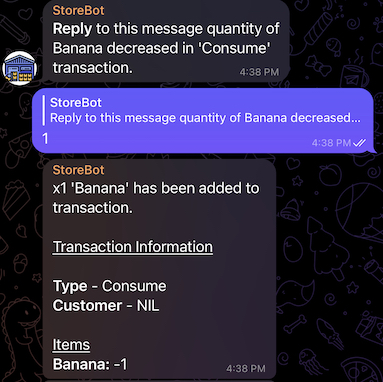 StoreBot
Reply to this message quantity of
Banana decreased in 'Consume'
transaction.
4:38 PM
StoreBot
Reply to this message quantity of Banana decreased...
1
4:38 PM
StoreBot
x1 'Banana' has been added to
transaction.
Transaction Information
Type - Consume
Customer - NIL
Items
Banana: -1
4:38 PM